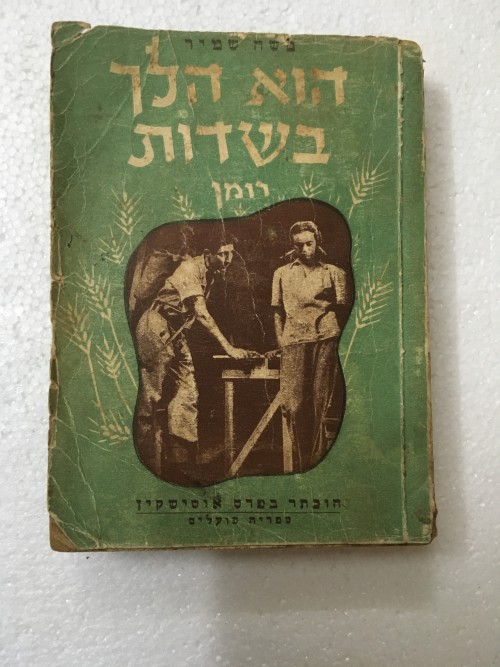 משה שמיר
הוא הלך
בשדות
רומן
הוכתר בפרס אוסישקין
ספרית פועלים